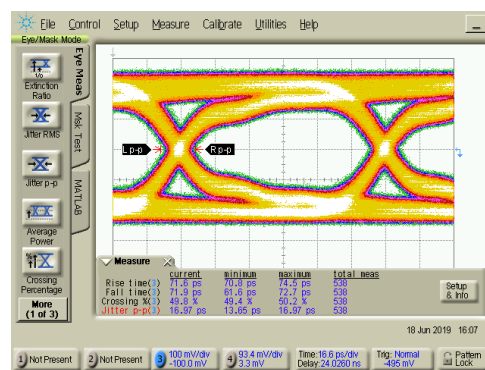 File Control Setup Measure Calibrate Utilities Help
Eye/Mask Mode
Eye Meas
Msk Test
MATLAB
Extinction
Ratio
Jitter RMS
Jitter p-p
Average
Power
Crossing
Percentage
More
(1 of 3)
L p-p
R p-p
Measure
current minimum maximum total meas
Rise time(3) 71.6 ps 70.8 ps 74.5 ps 538
Fall time(3) 71.9 ps 61.6 ps 72.7 ps 538
Crossing %(3) 49.8 % 49.4 % 50.2 % 538
Jitter p-p(3) 16.97 ps 13.65 ps 16.97 ps 538
Setup
& Info
18 Jun 2019 16:07
1 Not Present
2 Not Present
3 100 mV/div
-100.0 mV
4 93.4 mV/div
3.3 mV
Time:16.6 ps/div
Delay:24.0260 ns
Trig: Normal
-495 mV
Pattern
Lock